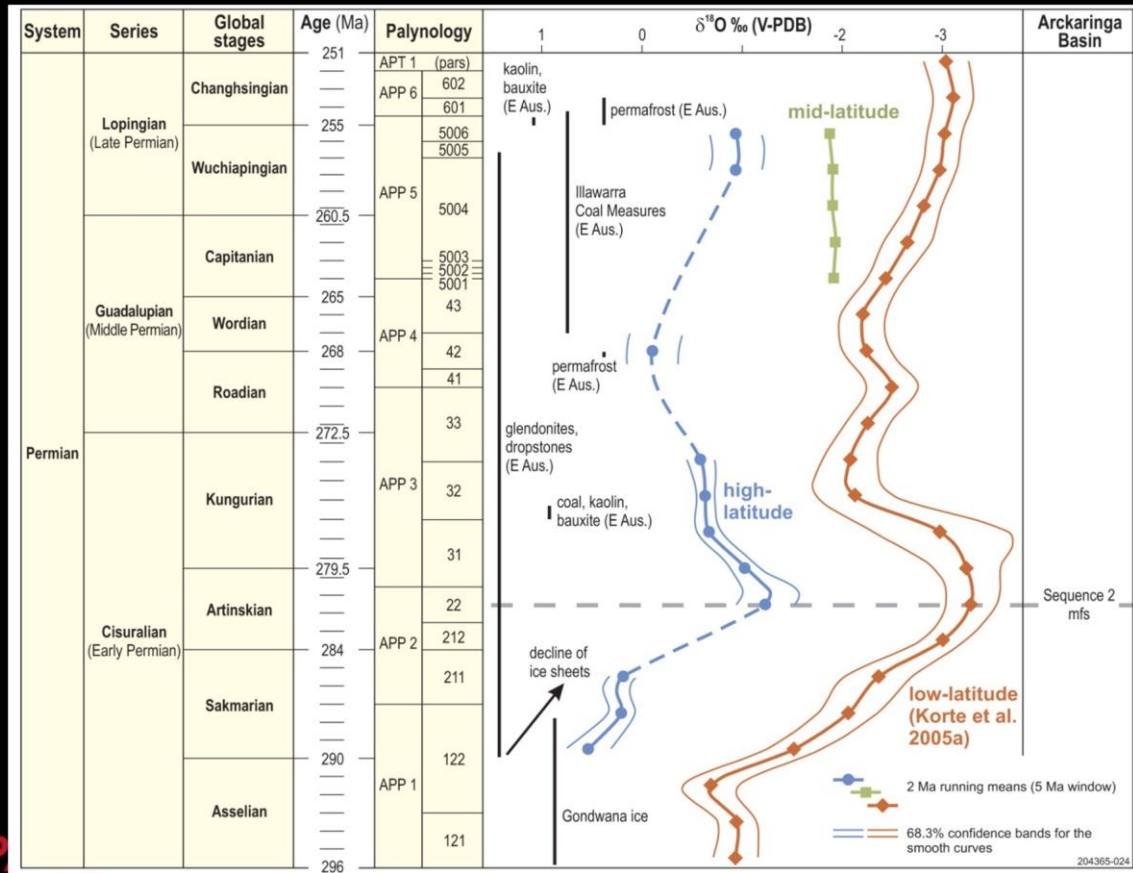 System
Series
Global
stages
Age (Ma)
Palynology
δ¹⁸O ‰ (V-PDB)
1
0
-2
-3
Arckaringa
Basin
Permian
Lopingian
(Late Permian)
Guadalupian
(Middle Permian)
Cisuralian
(Early Permian)
Changhsingian
Wuchiapingian
Capitanian
Wordian
Roadian
Kungurian
Artinskian
Sakmarian
Asselian
251
255
260.5
265
268
272.5
279.5
284
290
296
APT 1
(pars)
APP 6
APP 5
APP 4
APP 3
APP 2
APP 1
602
601
5006
5005
5004
5003
5002
5001
43
42
41
33
32
31
22
212
211
122
121
kaolin,
bauxite
(E Aus.)
permafrost (E Aus.)
Illawarra
Coal Measures
(E Aus.)
permafrost
(E Aus.)
glendonites,
dropstones
(E Aus.)
coal, kaolin,
bauxite (E Aus.)
decline of
ice sheets
Gondwana ice
mid-latitude
high-
latitude
low-latitude
(Korte et al.
2005a)
Sequence 2
mfs
2 Ma running means (5 Ma window)
68.3% confidence bands for the
smooth curves
204365-024